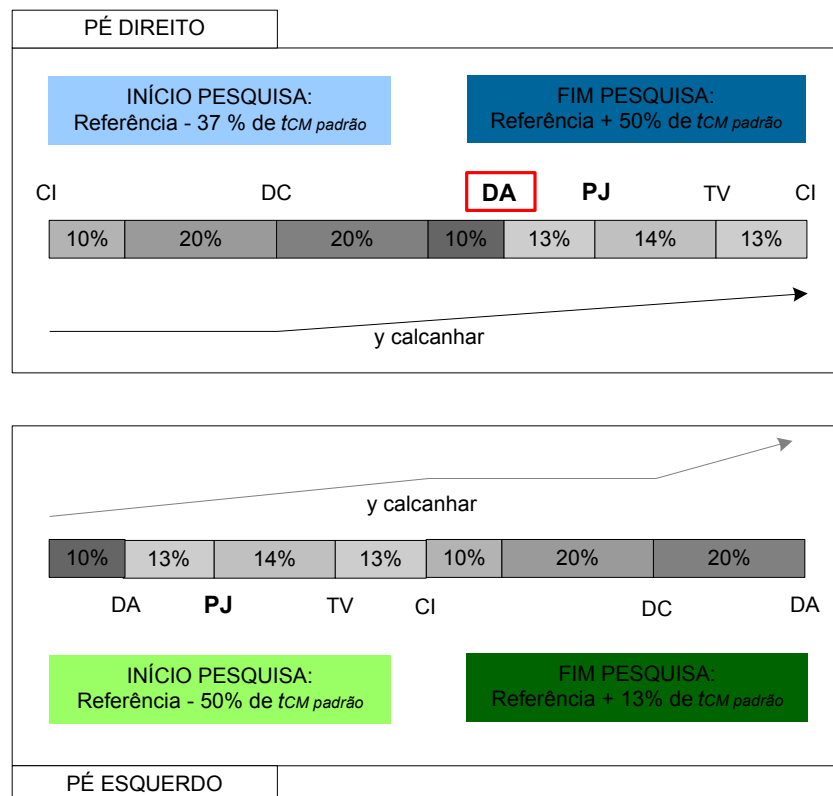 PÉ DIREITO
INÍCIO PESQUISA:
Referência - 37 % de tCM padrão
FIM PESQUISA:
Referência + 50% de tCM padrão
CI DC DA PJ TV CI
10% 20% 20% 10% 13% 14% 13%
y calcanhar
y calcanhar
10% 13% 14% 13% 10% 20% 20%
DA PJ TV CI DC DA
INÍCIO PESQUISA:
Referência - 50% de tCM padrão
FIM PESQUISA:
Referência + 13% de tCM padrão
PÉ ESQUERDO